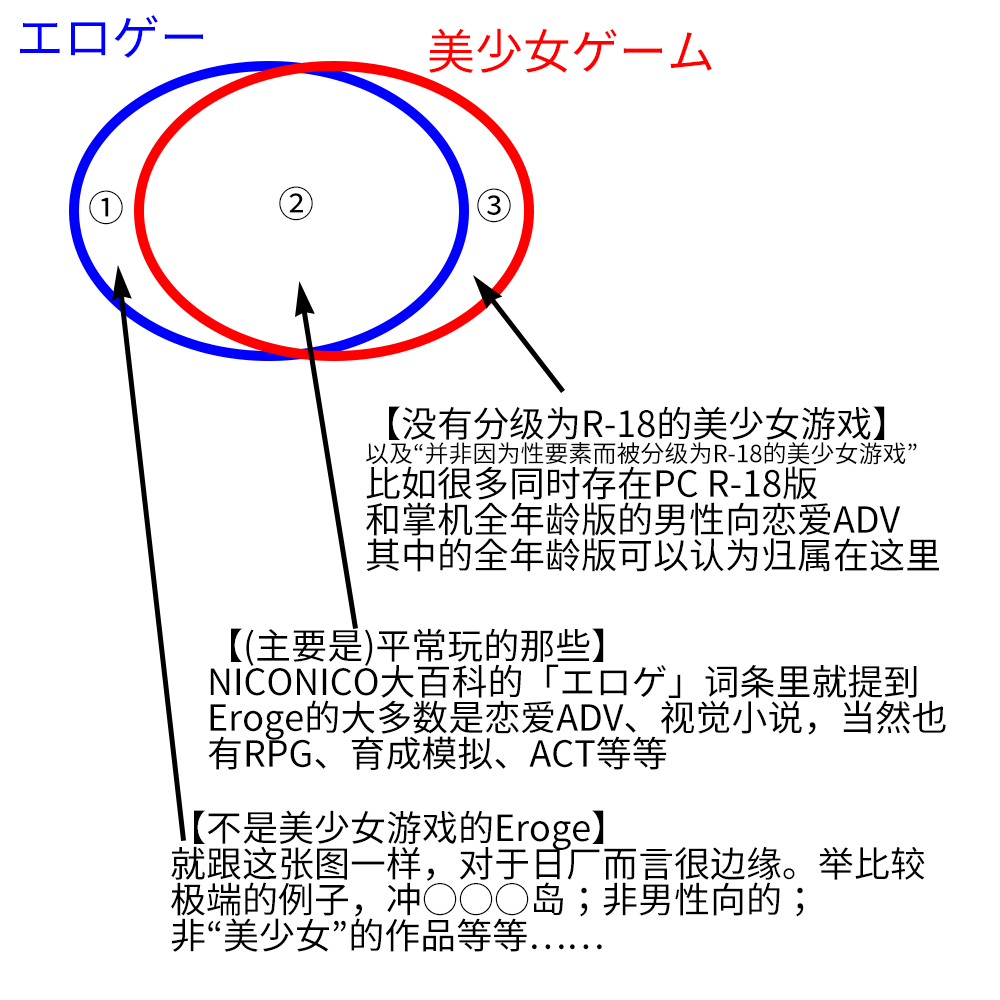 エロゲー
美少女ゲーム
①
②
③
【没有分级为R-18的美少女游戏】
以及“并非因为性要素而被分级为R-18的美少女游戏”
比如很多同时存在PC R-18版
和掌机全年龄版的男性向恋爱ADV
其中的全年龄版可以认为归属在这里
【(主要是)平常玩的那些】
NICONICO大百科的「エロゲ」词条里就提到
Eroge的大多数是恋爱ADV、视觉小说，当然也
有RPG、育成模拟、ACT等等
【不是美少女游戏的Eroge】
就跟这张图一样，对于日厂而言很边缘。举比较
极端的例子，冲○○○岛；非男性向的；
非“美少女”的作品等等……